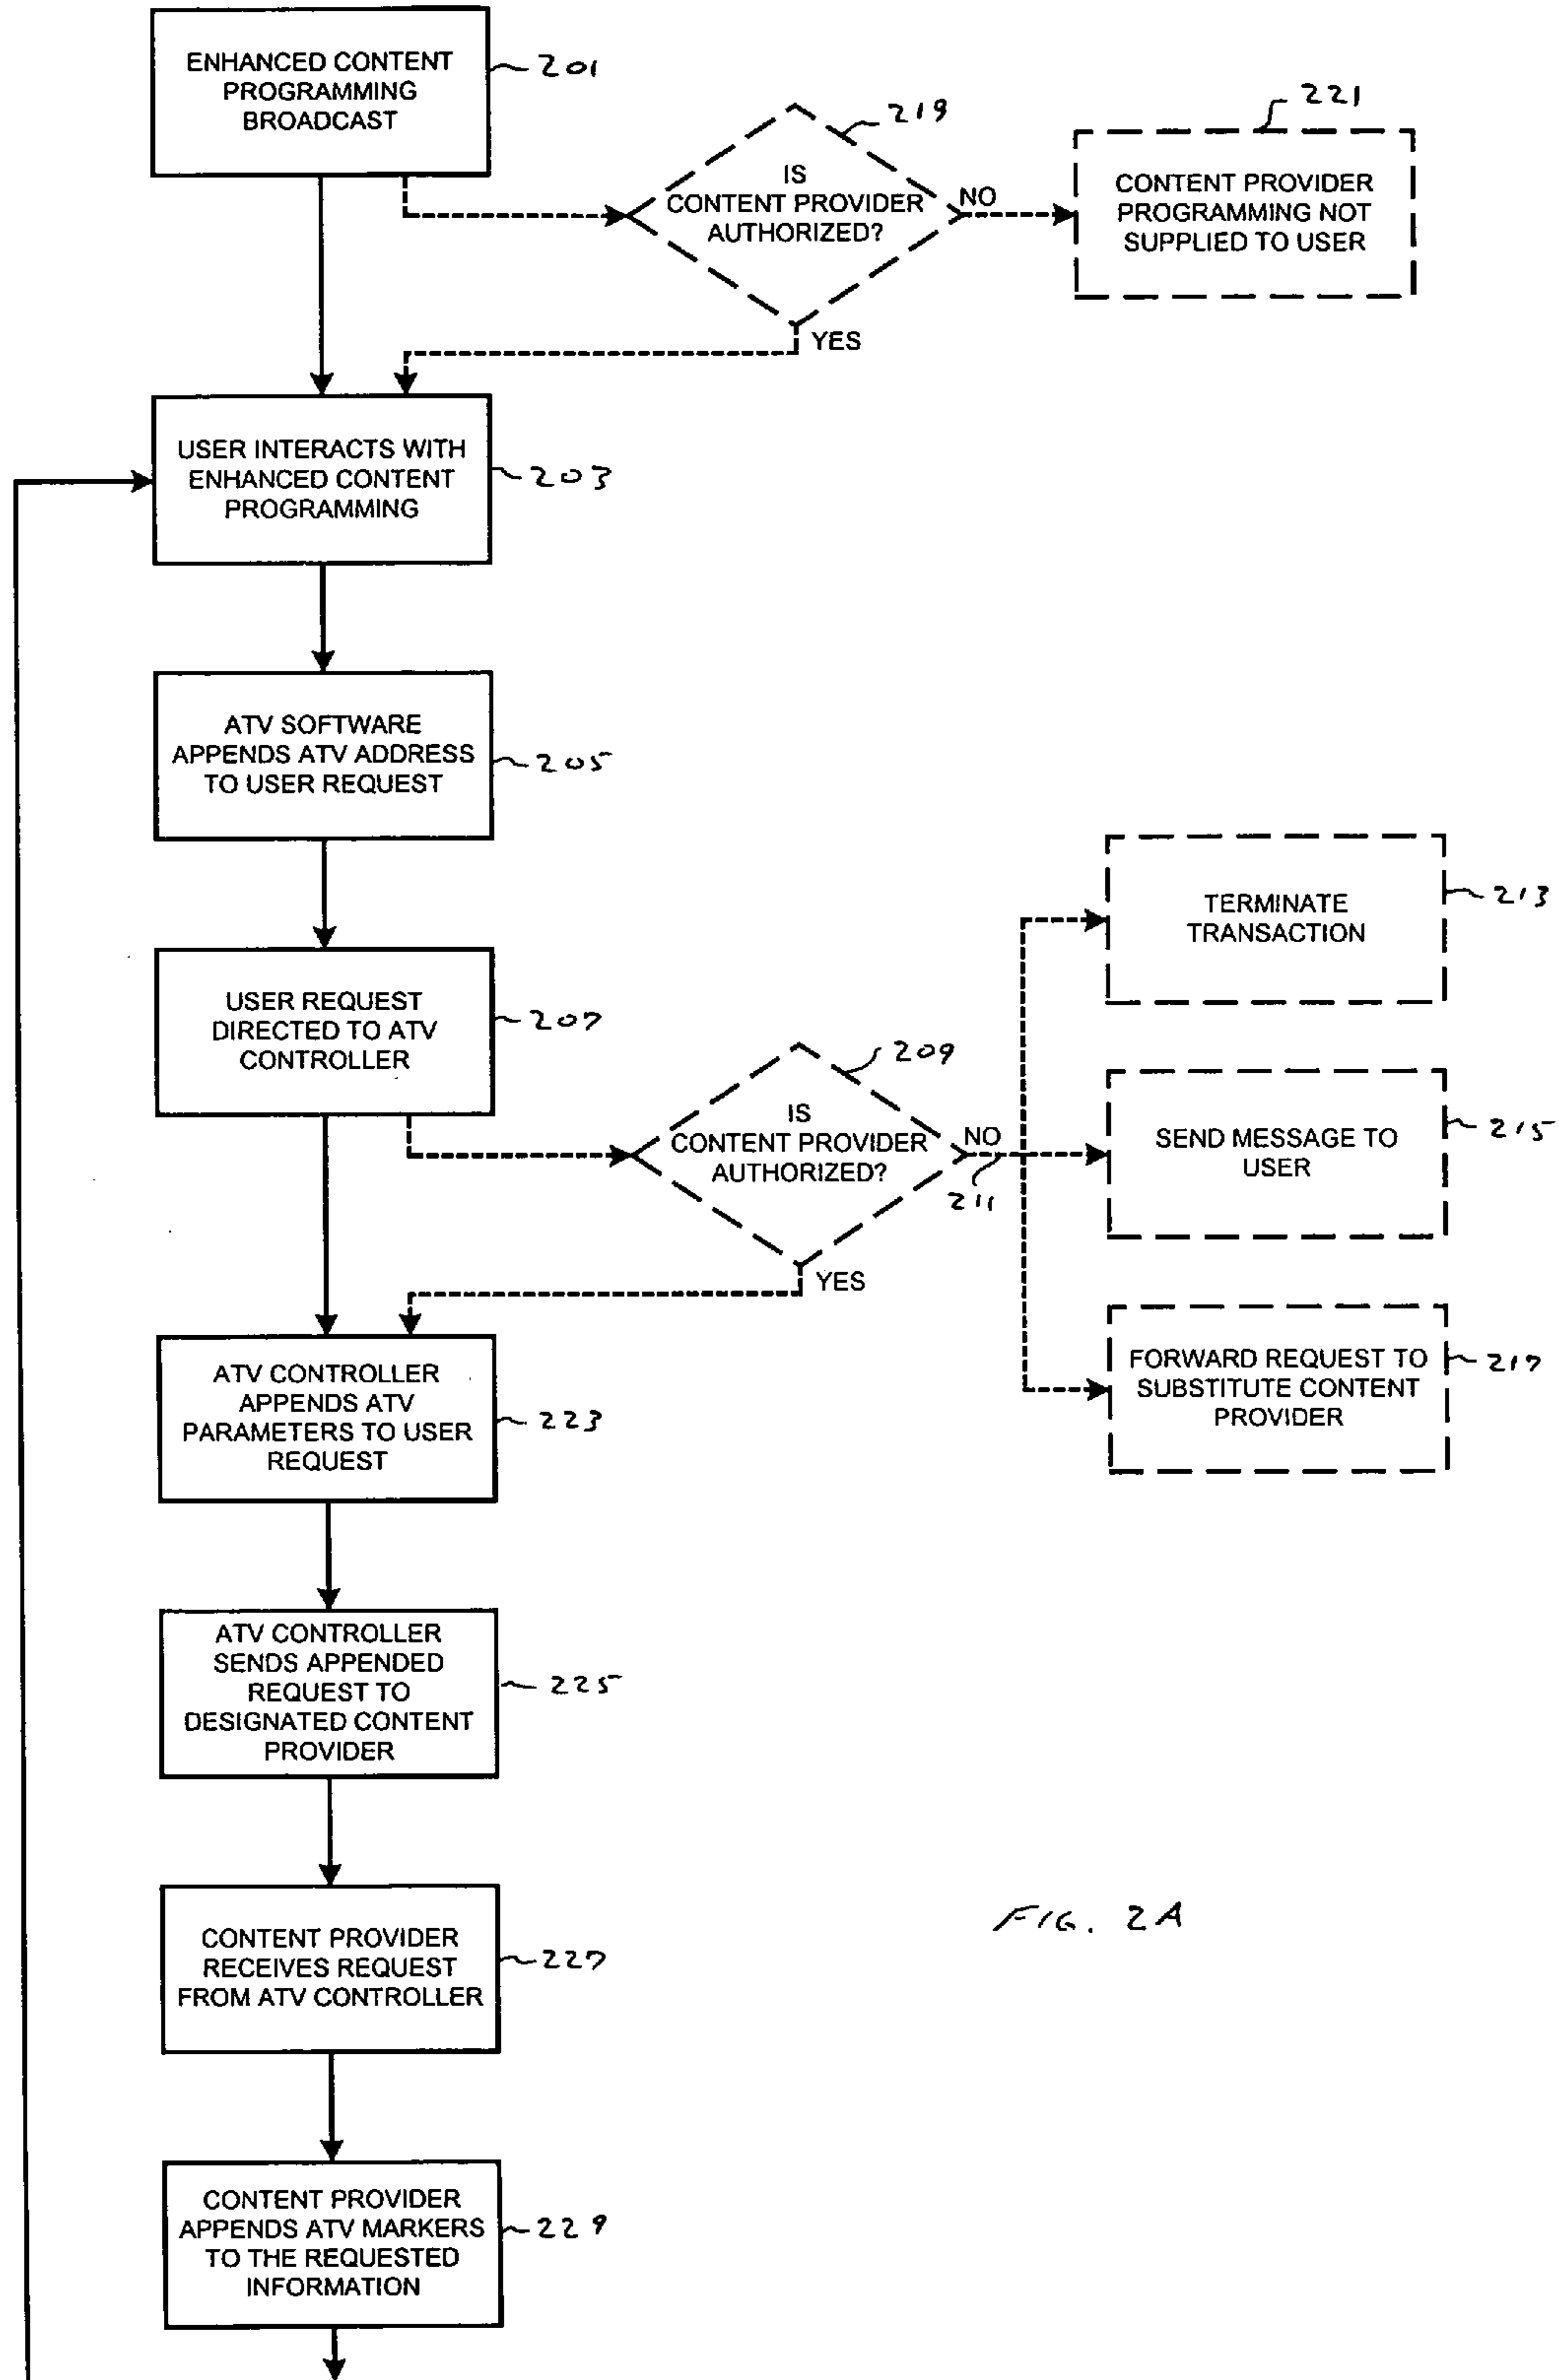 ENHANCED CONTENT
PROGRAMMING
BROADCAST
201
IS
CONTENT PROVIDER
AUTHORIZED?
219
NO
YES
CONTENT PROVIDER
PROGRAMMING NOT
SUPPLIED TO USER
221
USER INTERACTS WITH
ENHANCED CONTENT
PROGRAMMING
203
ATV SOFTWARE
APPENDS ATV ADDRESS
TO USER REQUEST
205
USER REQUEST
DIRECTED TO ATV
CONTROLLER
207
IS
CONTENT PROVIDER
AUTHORIZED?
209
NO
211
YES
TERMINATE
TRANSACTION
213
SEND MESSAGE TO
USER
215
FORWARD REQUEST TO
SUBSTITUTE CONTENT
PROVIDER
217
ATV CONTROLLER
APPENDS ATV
PARAMETERS TO USER
REQUEST
223
ATV CONTROLLER
SENDS APPENDED
REQUEST TO
DESIGNATED CONTENT
PROVIDER
225
CONTENT PROVIDER
RECEIVES REQUEST
FROM ATV CONTROLLER
227
FIG. 2A
CONTENT PROVIDER
APPENDS ATV MARKERS
TO THE REQUESTED
INFORMATION
229